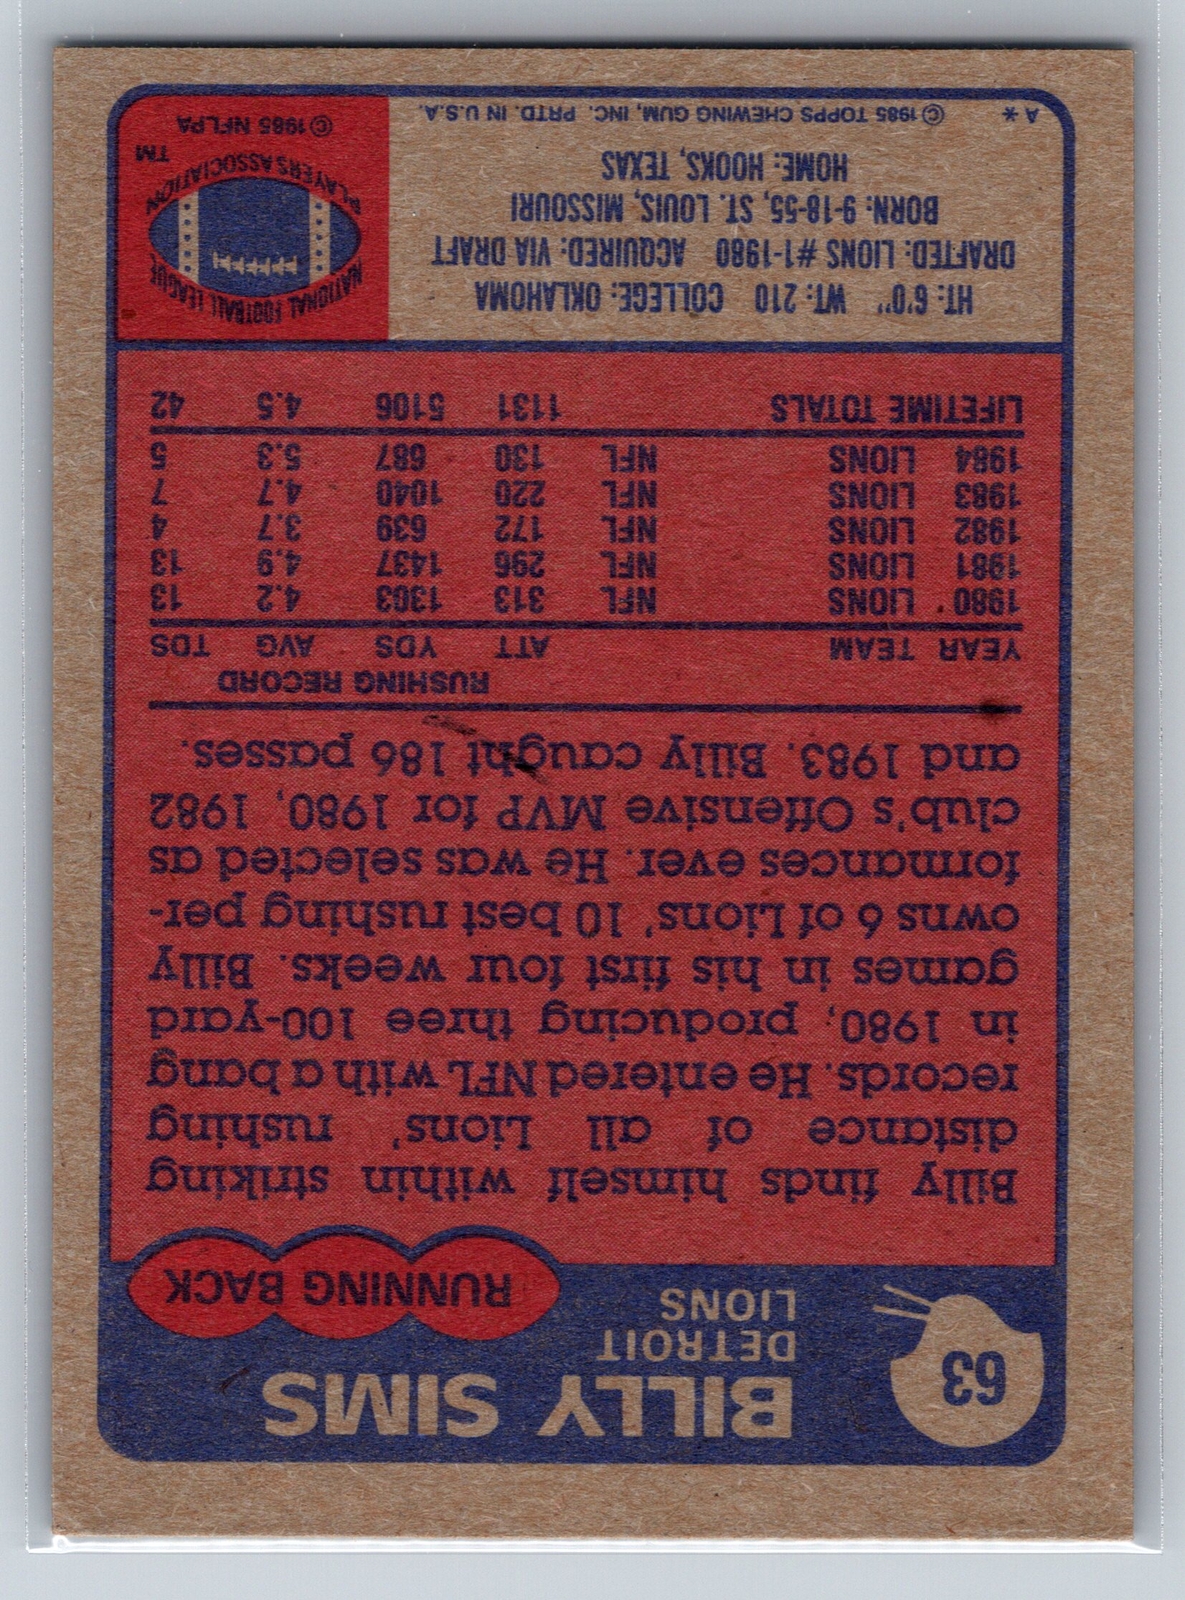 63
BILLY SIMS
DETROIT
LIONS
RUNNING BACK
Billy finds himself within striking
distance of all Lions' rushing
records. He entered NFL with a bang
in 1980, producing three 100-yard
games in his first four weeks. Billy
owns 6 of Lions' 10 best rushing per-
formances ever. He was selected as
club's Offensive MVP for 1980, 1982
and 1983. Billy caught 186 passes.
RUSHING RECORD
YEAR TEAM ATT YDS AVG TDS
1980 LIONS NFL 313 1303 4.2 13
1981 LIONS NFL 296 1437 4.9 13
1982 LIONS NFL 172 639 3.7 4
1983 LIONS NFL 220 1040 4.7 7
1984 LIONS NFL 130 687 5.3 5
LIFETIME TOTALS 1131 5106 4.5 42
HT: 6'0" WT: 210 COLLEGE: OKLAHOMA
DRAFTED: LIONS #1-1980 ACQUIRED: VIA DRAFT
BORN: 9-18-55, ST. LOUIS, MISSOURI
HOME: HOOKS, TEXAS
A * © 1985 TOPPS CHEWING GUM, INC. PRTD. IN U.S.A.
NATIONAL FOOTBALL LEAGUE
PLAYERS ASSOCIATION
TM
© 1985 NFLPA